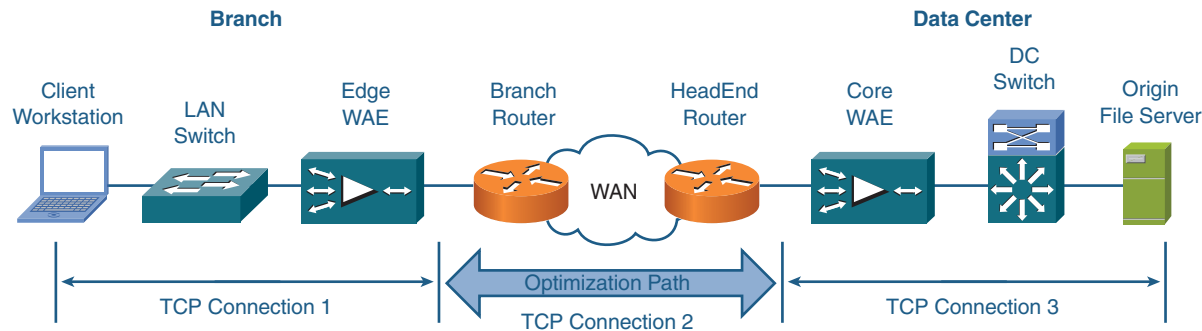 Branch
Data Center
Client
Workstation
LAN
Switch
Edge
WAE
Branch
Router
HeadEnd
Router
Core
WAE
DC
Switch
Origin
File Server
WAN
Optimization Path
TCP Connection 1
TCP Connection 2
TCP Connection 3